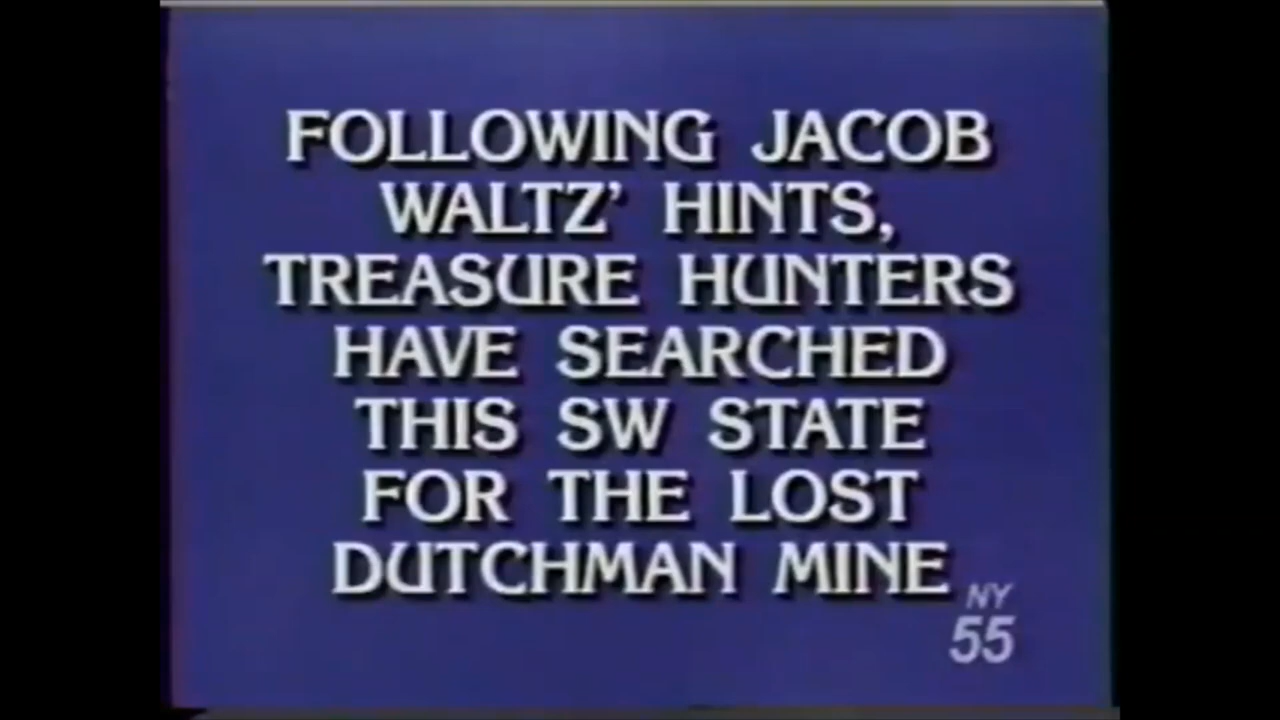 FOLLOWING JACOB
WALTZ' HINTS,
TREASURE HUNTERS
HAVE SEARCHED
THIS SW STATE
FOR THE LOST
DUTCHMAN MINE
NY
55